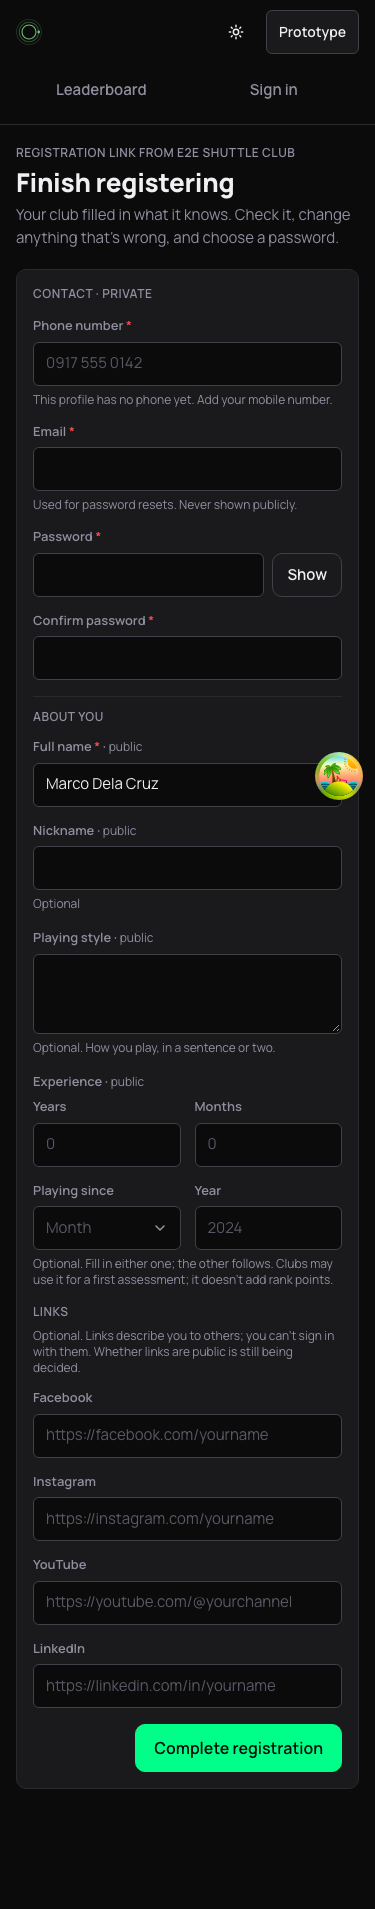 Prototype
Leaderboard
Sign in
REGISTRATION LINK FROM E2E SHUTTLE CLUB
Finish registering
Your club filled in what it knows. Check it, change
anything that's wrong, and choose a password.
CONTACT · PRIVATE
Phone number *
0917 555 0142
This profile has no phone yet. Add your mobile number.
Email *
Used for password resets. Never shown publicly.
Password *
Show
Confirm password *
ABOUT YOU
Full name * · public
Marco Dela Cruz
Nickname · public
Optional
Playing style · public
Optional. How you play, in a sentence or two.
Experience · public
Years
Months
0
0
Playing since
Year
Month
2024
Optional. Fill in either one; the other follows. Clubs may
use it for a first assessment; it doesn't add rank points.
LINKS
Optional. Links describe you to others; you can't sign in
with them. Whether links are public is still being
decided.
Facebook
https://facebook.com/yourname
Instagram
https://instagram.com/yourname
YouTube
https://youtube.com/@yourchannel
LinkedIn
https://linkedin.com/in/yourname
Complete registration